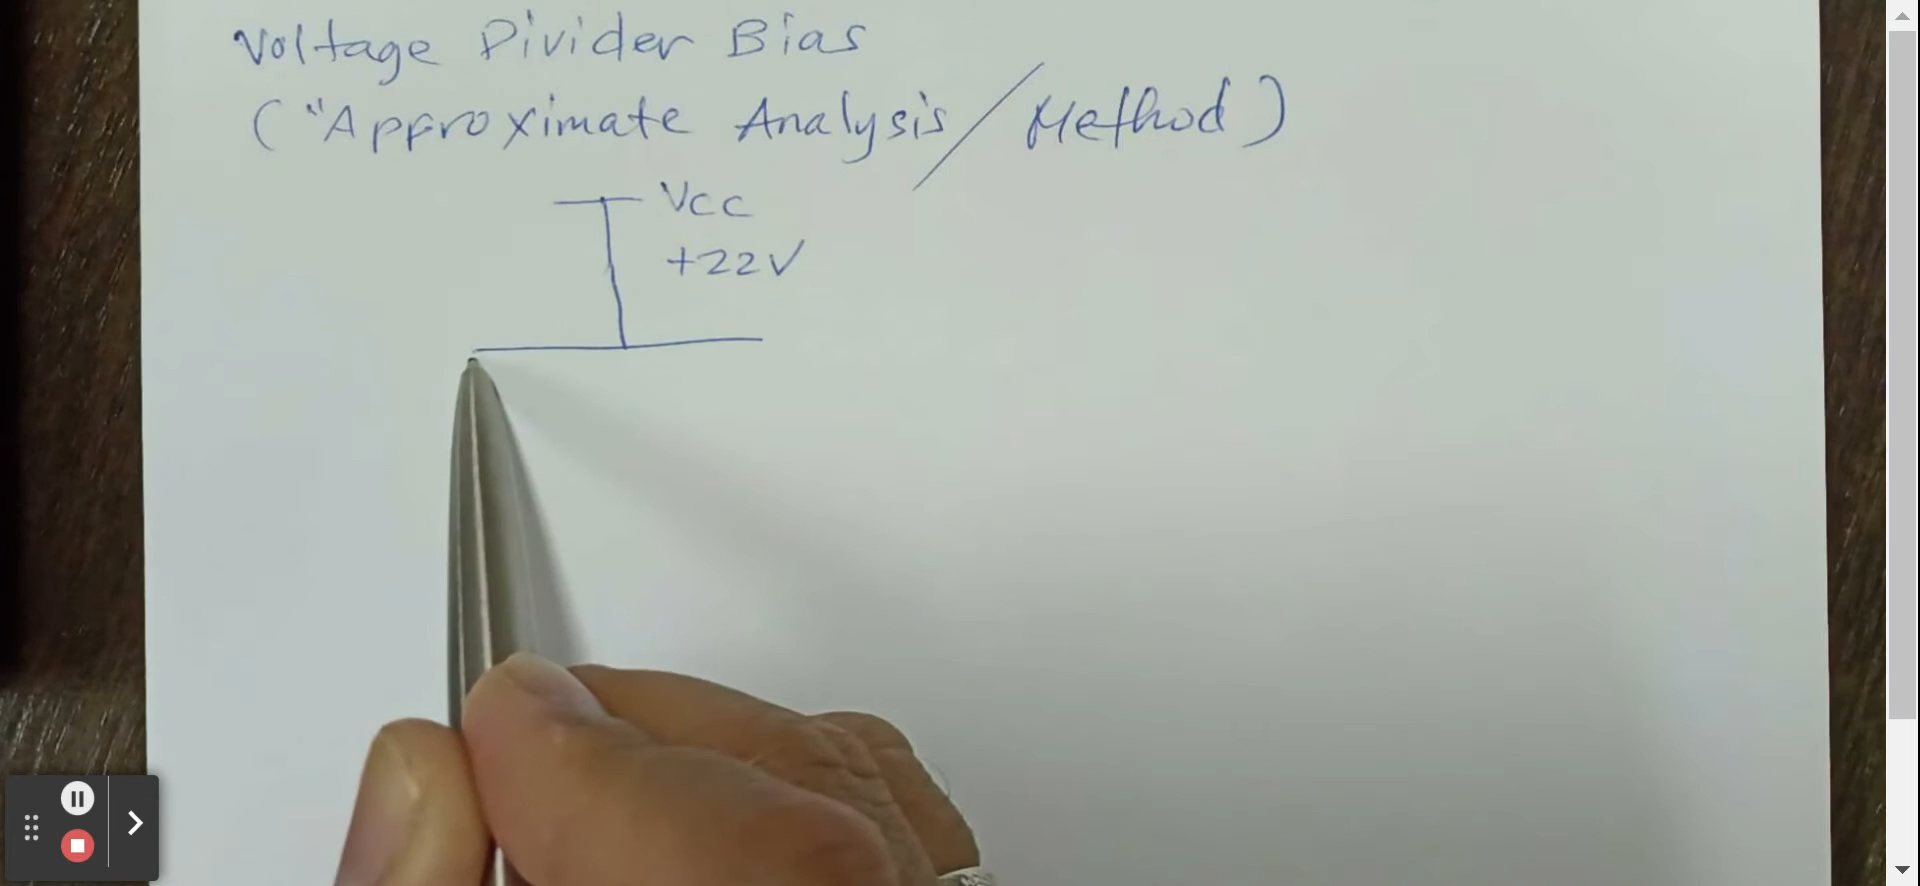 Voltage Divider Bias
("Approximate Analysis/Method)
VCC
+22V